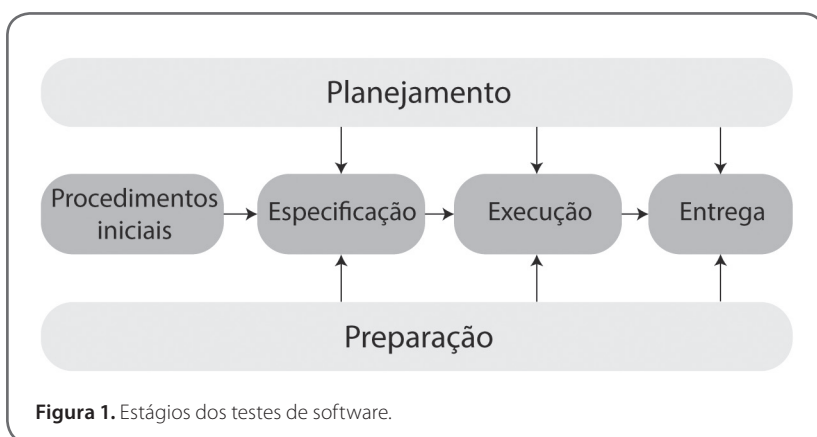 Planejamento
Procedimentos
iniciais
Especificação
Execução
Entrega
Preparação
Figura 1. Estágios dos testes de software.